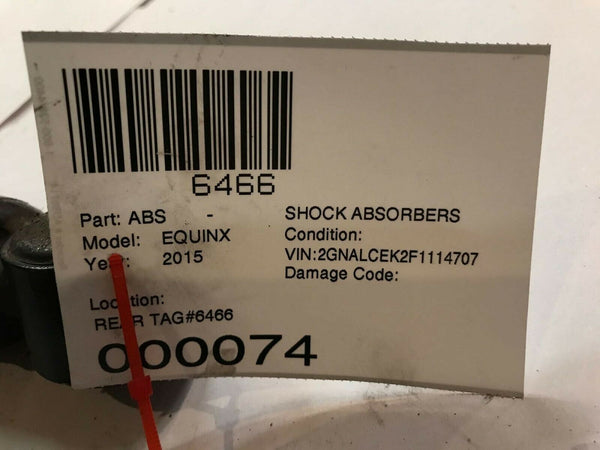 6466
Part: ABS - SHOCK ABSORBERS
Model: EQUINX Condition:
Year: 2015 VIN:2GNALCEK2F1114707
Damage Code:
Location:
REAR TAG#6466
000074